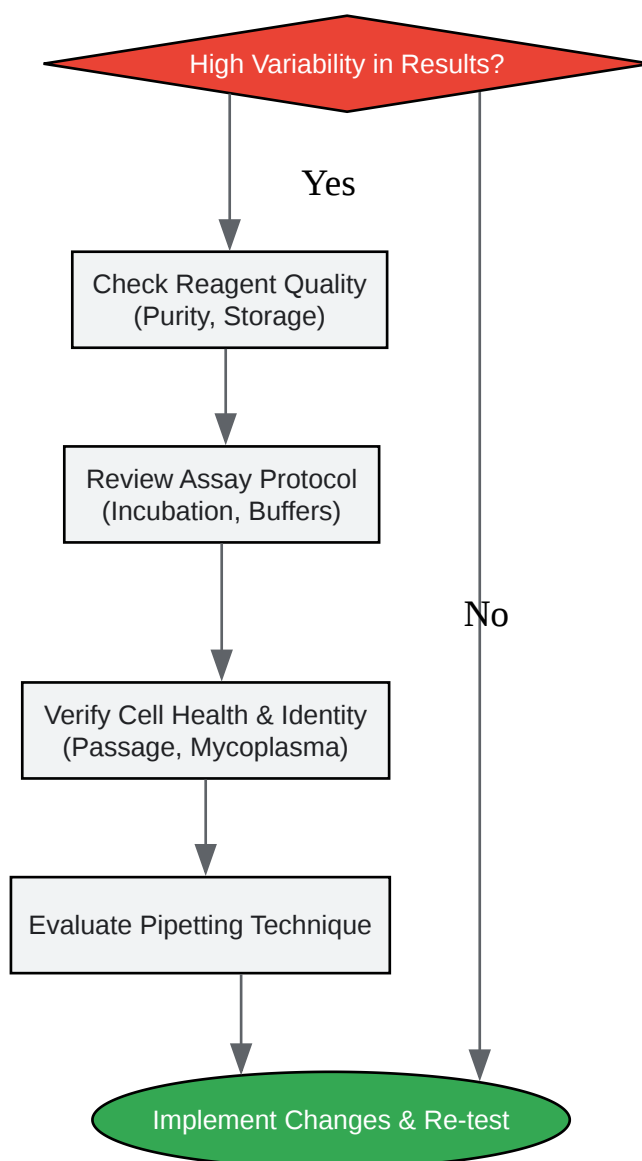 High Variability in Results?
Yes
Check Reagent Quality
(Purity, Storage)
Review Assay Protocol
(Incubation, Buffers)
No
Verify Cell Health & Identity
(Passage, Mycoplasma)
Evaluate Pipetting Technique
Implement Changes & Re-test